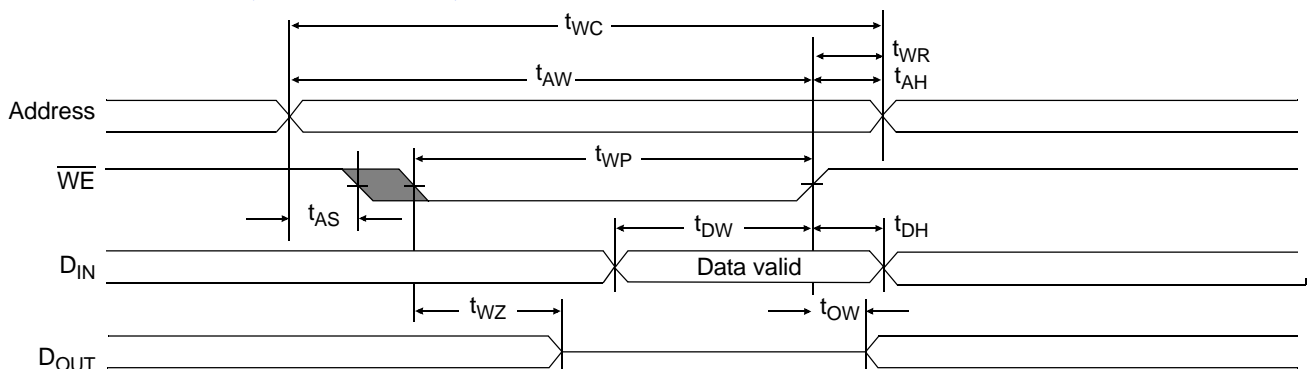 tWC
tWR
tAW
tAH
Address
tWP
WE
tAS
tDW
tDH
DIN
Data valid
tWZ
tOW
DOUT